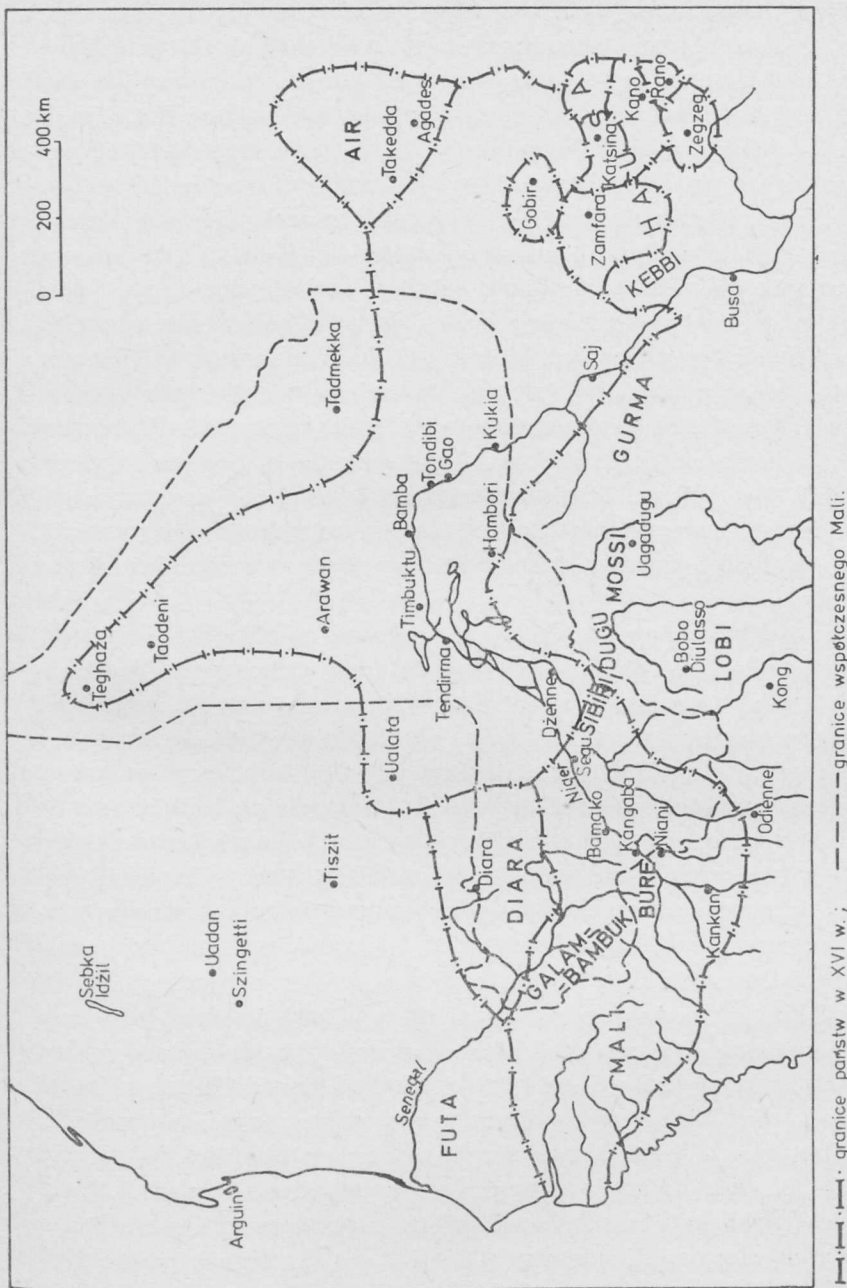 0 200 400 km
Sebka
Idżil
Teghaża
Taodeni
Uadan
Szingetti
Arguin
Tiszit
Arawan
Tadmekka
AIR
Takedda
Agades
Ualata
Timbuktu
Bamba
Tondibi
Gao
Tendirma
Kukia
Hombori
Senegal
FUTA
Diara
DIARA
GALAM=
=BAMBUK
Niger
Segu
Dżenne
SIBIRIDUGU
MOSSI
Uagadugu
GURMA
Saj
Gobir
Zamfara
Katsina
HAUSA
Kano
Rano
Zegzeg
KEBBI
Busa
Bamako
Kangaba
Niani
BURE
MALI
Kankan
Odienne
Bobo
Diulasso
LOBI
Kong
granice państw w XVI w.; granice współczesnego Mali.